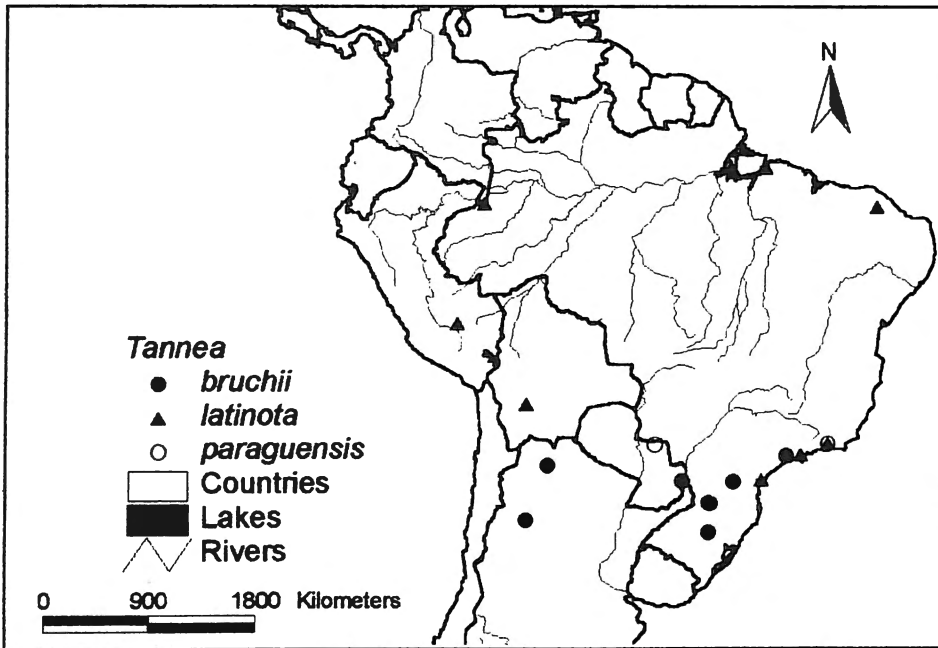 N
Tannea
bruchii
latinota
paraguensis
Countries
Lakes
Rivers
0 900 1800 Kilometers